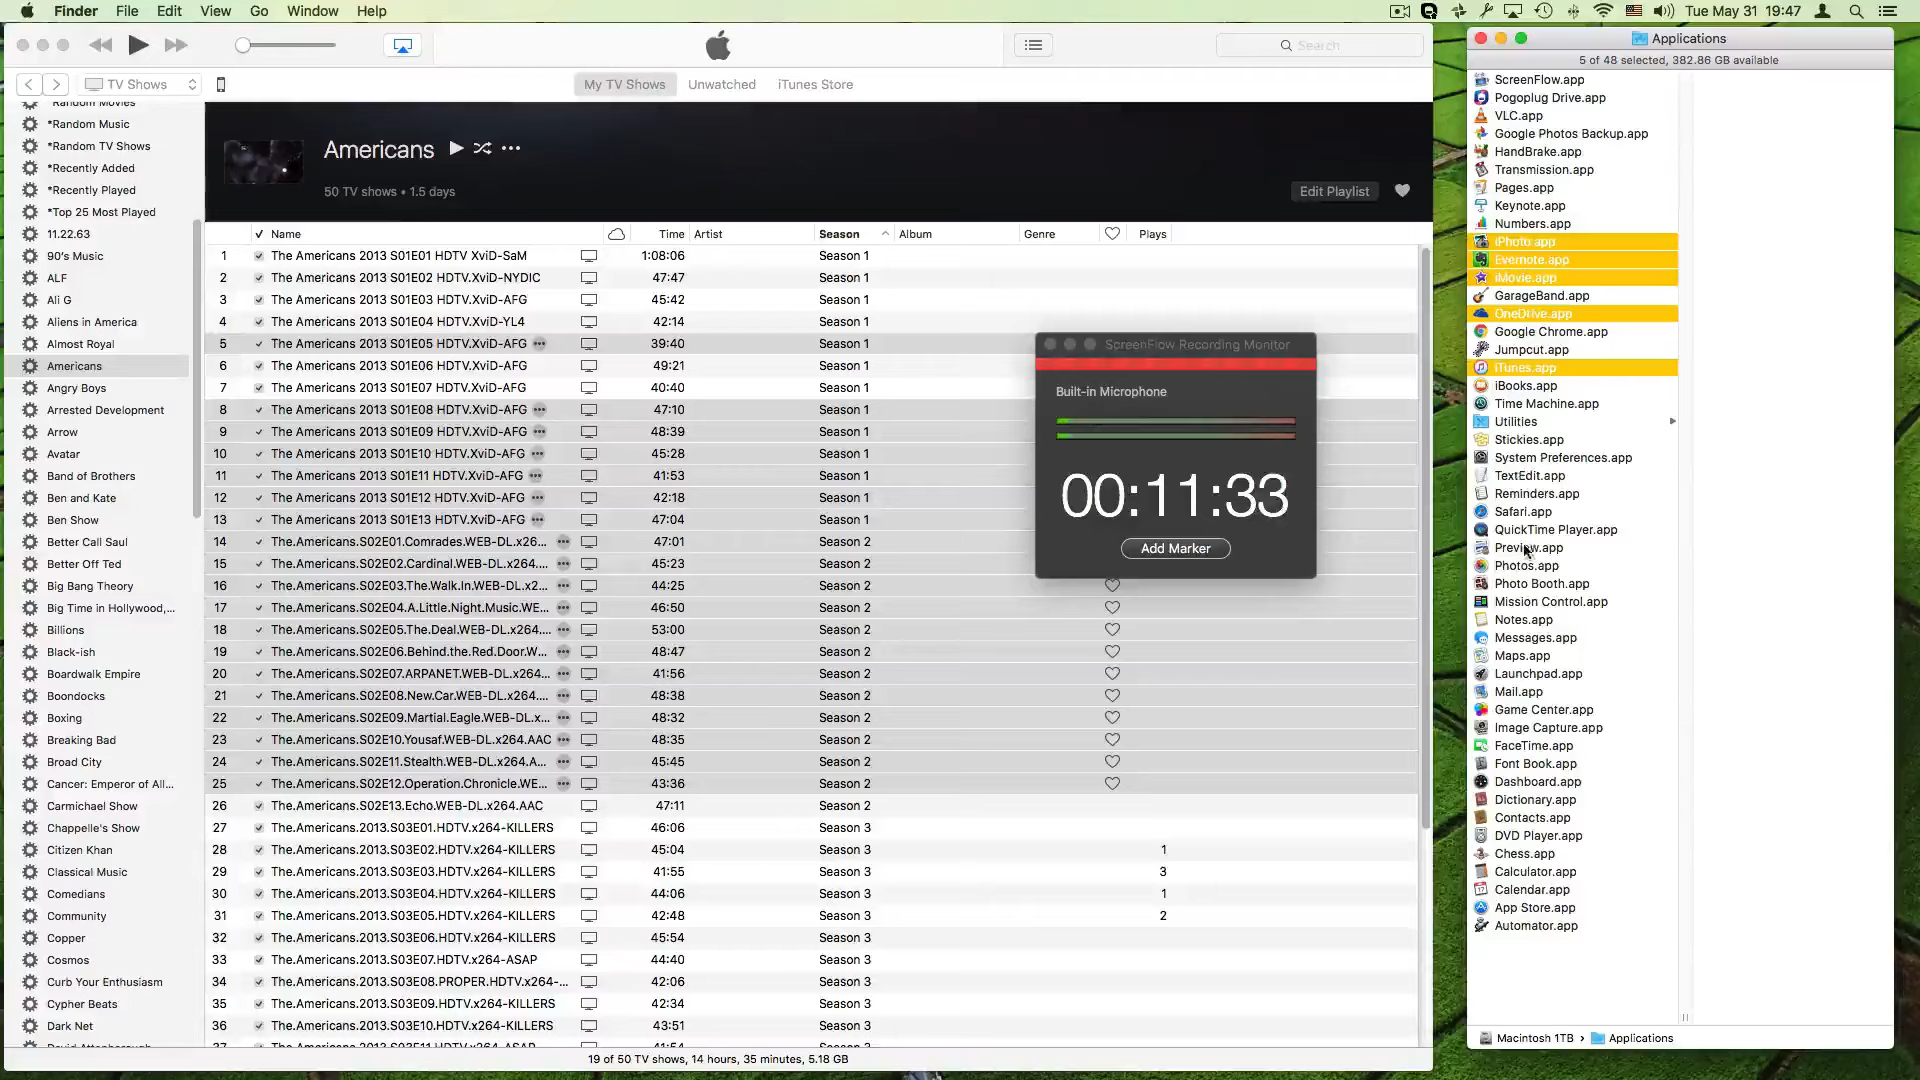 Finder File Edit View Go Window Help Tue May 31 19:47
Search
TV Shows
My TV Shows Unwatched iTunes Store
*Random Movies
*Random Music
*Random TV Shows
*Recently Added
*Recently Played
*Top 25 Most Played
11.22.63
90's Music
ALF
Ali G
Aliens in America
Almost Royal
Americans
Angry Boys
Arrested Development
Arrow
Avatar
Band of Brothers
Ben and Kate
Ben Show
Better Call Saul
Better Off Ted
Big Bang Theory
Big Time in Hollywood,...
Billions
Black-ish
Boardwalk Empire
Boondocks
Boxing
Breaking Bad
Broad City
Cancer: Emperor of All...
Carmichael Show
Chappelle's Show
Citizen Khan
Classical Music
Comedians
Community
Copper
Cosmos
Curb Your Enthusiasm
Cypher Beats
Dark Net
Americans
50 TV shows • 1.5 days
Edit Playlist
Name Time Artist Season Album Genre Plays
1 The Americans 2013 S01E01 HDTV XviD-SaM 1:08:06 Season 1
2 The Americans 2013 S01E02 HDTV.XviD-NYDIC 47:47 Season 1
3 The Americans 2013 S01E03 HDTV.XviD-AFG 45:42 Season 1
4 The Americans 2013 S01E04 HDTV.XviD-YL4 42:14 Season 1
5 The Americans 2013 S01E05 HDTV.XviD-AFG 39:40 Season 1
6 The Americans 2013 S01E06 HDTV.XviD-AFG 49:21 Season 1
7 The Americans 2013 S01E07 HDTV.XviD-AFG 40:40 Season 1
8 The Americans 2013 S01E08 HDTV.XviD-AFG 47:10 Season 1
9 The Americans 2013 S01E09 HDTV.XviD-AFG 48:39 Season 1
10 The Americans 2013 S01E10 HDTV.XviD-AFG 45:28 Season 1
11 The Americans 2013 S01E11 HDTV.XviD-AFG 41:53 Season 1
12 The Americans 2013 S01E12 HDTV.XviD-AFG 42:18 Season 1
13 The Americans 2013 S01E13 HDTV.XviD-AFG 47:04 Season 1
14 The.Americans.S02E01.Comrades.WEB-DL.x26... 47:01 Season 2
15 The.Americans.S02E02.Cardinal.WEB-DL.x264... 45:23 Season 2
16 The.Americans.S02E03.The.Walk.In.WEB-DL.x2... 44:25 Season 2
17 The.Americans.S02E04.A.Little.Night.Music.WE... 46:50 Season 2
18 The.Americans.S02E05.The.Deal.WEB-DL.x264.... 53:00 Season 2
19 The.Americans.S02E06.Behind.the.Red.Door.W... 48:47 Season 2
20 The.Americans.S02E07.ARPANET.WEB-DL.x264... 41:56 Season 2
21 The.Americans.S02E08.New.Car.WEB-DL.x264.... 48:38 Season 2
22 The.Americans.S02E09.Martial.Eagle.WEB-DL.x... 48:32 Season 2
23 The.Americans.S02E10.Yousaf.WEB-DL.x264.AAC 48:35 Season 2
24 The.Americans.S02E11.Stealth.WEB-DL.x264.A... 45:45 Season 2
25 The.Americans.S02E12.Operation.Chronicle.WE... 43:36 Season 2
26 The.Americans.S02E13.Echo.WEB-DL.x264.AAC 47:11 Season 2
27 The.Americans.2013.S03E01.HDTV.x264-KILLERS 46:06 Season 3
28 The.Americans.2013.S03E02.HDTV.x264-KILLERS 45:04 Season 3 1
29 The.Americans.2013.S03E03.HDTV.x264-KILLERS 41:55 Season 3 3
30 The.Americans.2013.S03E04.HDTV.x264-KILLERS 44:06 Season 3 1
31 The.Americans.2013.S03E05.HDTV.x264-KILLERS 42:48 Season 3 2
32 The.Americans.2013.S03E06.HDTV.x264-KILLERS 45:54 Season 3
33 The.Americans.2013.S03E07.HDTV.x264-ASAP 44:40 Season 3
34 The.Americans.2013.S03E08.PROPER.HDTV.x264-... 42:06 Season 3
35 The.Americans.2013.S03E09.HDTV.x264-KILLERS 42:34 Season 3
36 The.Americans.2013.S03E10.HDTV.x264-KILLERS 43:51 Season 3
19 of 50 TV shows, 14 hours, 35 minutes, 5.18 GB
ScreenFlow Recording Monitor
Built-in Microphone
00:11:33
Add Marker
Applications
5 of 48 selected, 382.86 GB available
ScreenFlow.app
Pogoplug Drive.app
VLC.app
Google Photos Backup.app
HandBrake.app
Transmission.app
Pages.app
Keynote.app
Numbers.app
iPhoto.app
Evernote.app
iMovie.app
GarageBand.app
OneDrive.app
Google Chrome.app
Jumpcut.app
iTunes.app
iBooks.app
Time Machine.app
Utilities
Stickies.app
System Preferences.app
TextEdit.app
Reminders.app
Safari.app
QuickTime Player.app
Preview.app
Photos.app
Photo Booth.app
Mission Control.app
Notes.app
Messages.app
Maps.app
Launchpad.app
Mail.app
Game Center.app
Image Capture.app
FaceTime.app
Font Book.app
Dashboard.app
Dictionary.app
Contacts.app
DVD Player.app
Chess.app
Calculator.app
Calendar.app
App Store.app
Automator.app
Macintosh 1TB › Applications